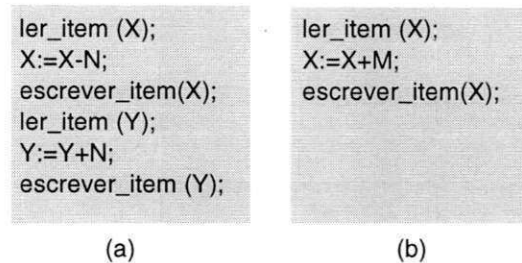 ler_item (X);
X:=X-N;
escrever_item(X);
ler_item (Y);
Y:=Y+N;
escrever_item (Y);
(a)
ler_item (X);
X:=X+M;
escrever_item(X);
(b)